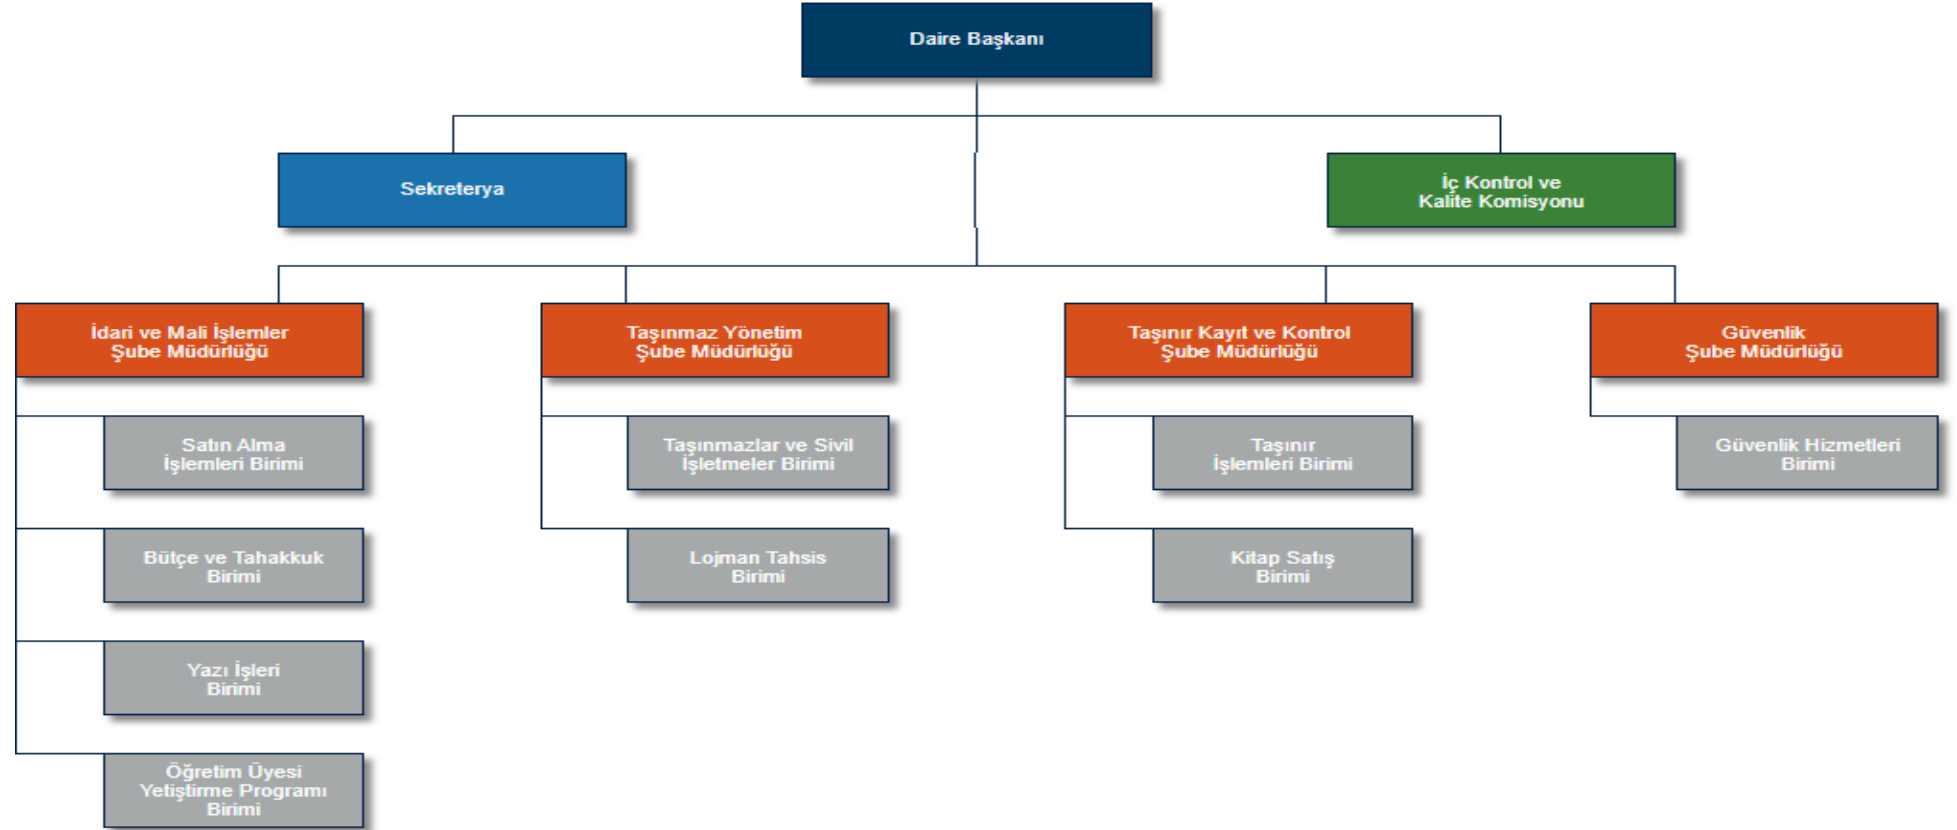 Daire Başkanı
Sekreterya
İç Kontrol ve
Kalite Komisyonu
İdari ve Mali İşlemler
Şube Müdürlüğü
Taşınmaz Yönetim
Şube Müdürlüğü
Taşınır Kayıt ve Kontrol
Şube Müdürlüğü
Güvenlik
Şube Müdürlüğü
Satın Alma
İşlemleri Birimi
Taşınmazlar ve Sivil
İşletmeler Birimi
Taşınır
İşlemleri Birimi
Güvenlik Hizmetleri
Birimi
Bütçe ve Tahakkuk
Birimi
Lojman Tahsis
Birimi
Kitap Satış
Birimi
Yazı İşleri
Birimi
Öğretim Üyesi
Yetiştirme Programı
Birimi